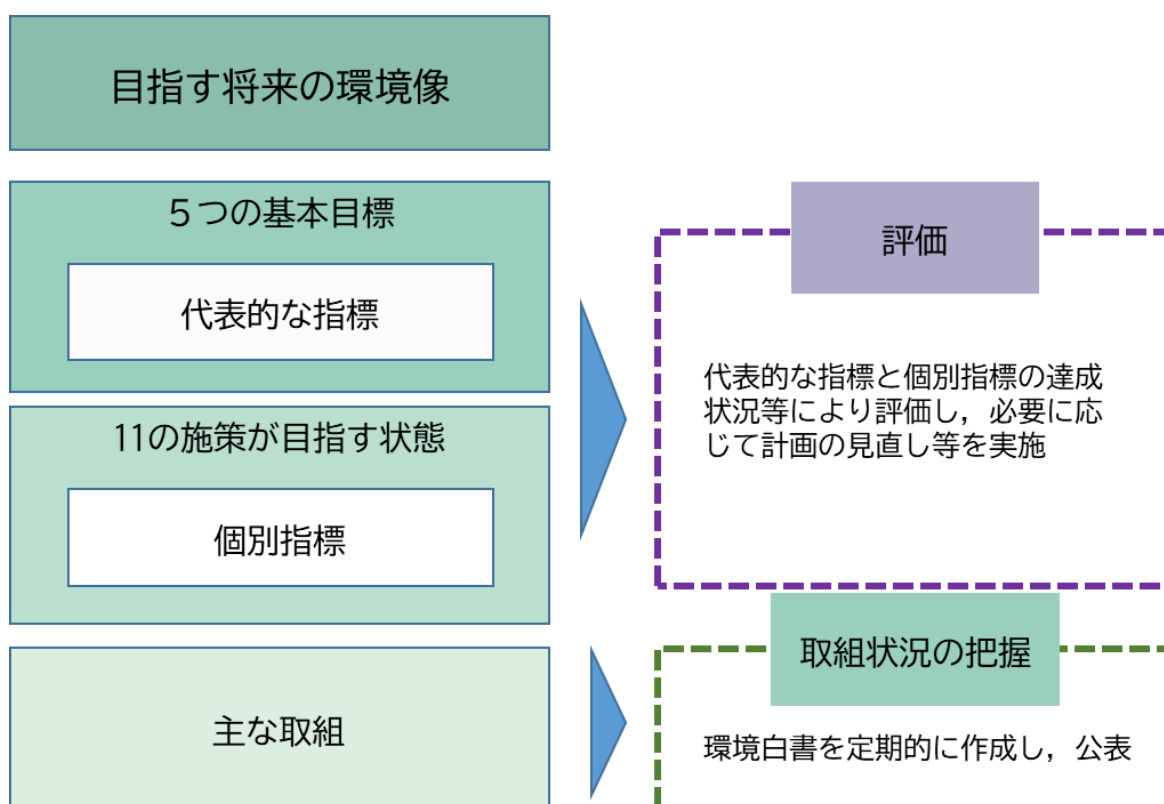 目指す将来の環境像
５つの基本目標
代表的な指標
11の施策が目指す状態
個別指標
主な取組
評価
代表的な指標と個別指標の達成
状況等により評価し，必要に応
じて計画の見直し等を実施
取組状況の把握
環境白書を定期的に作成し，公表